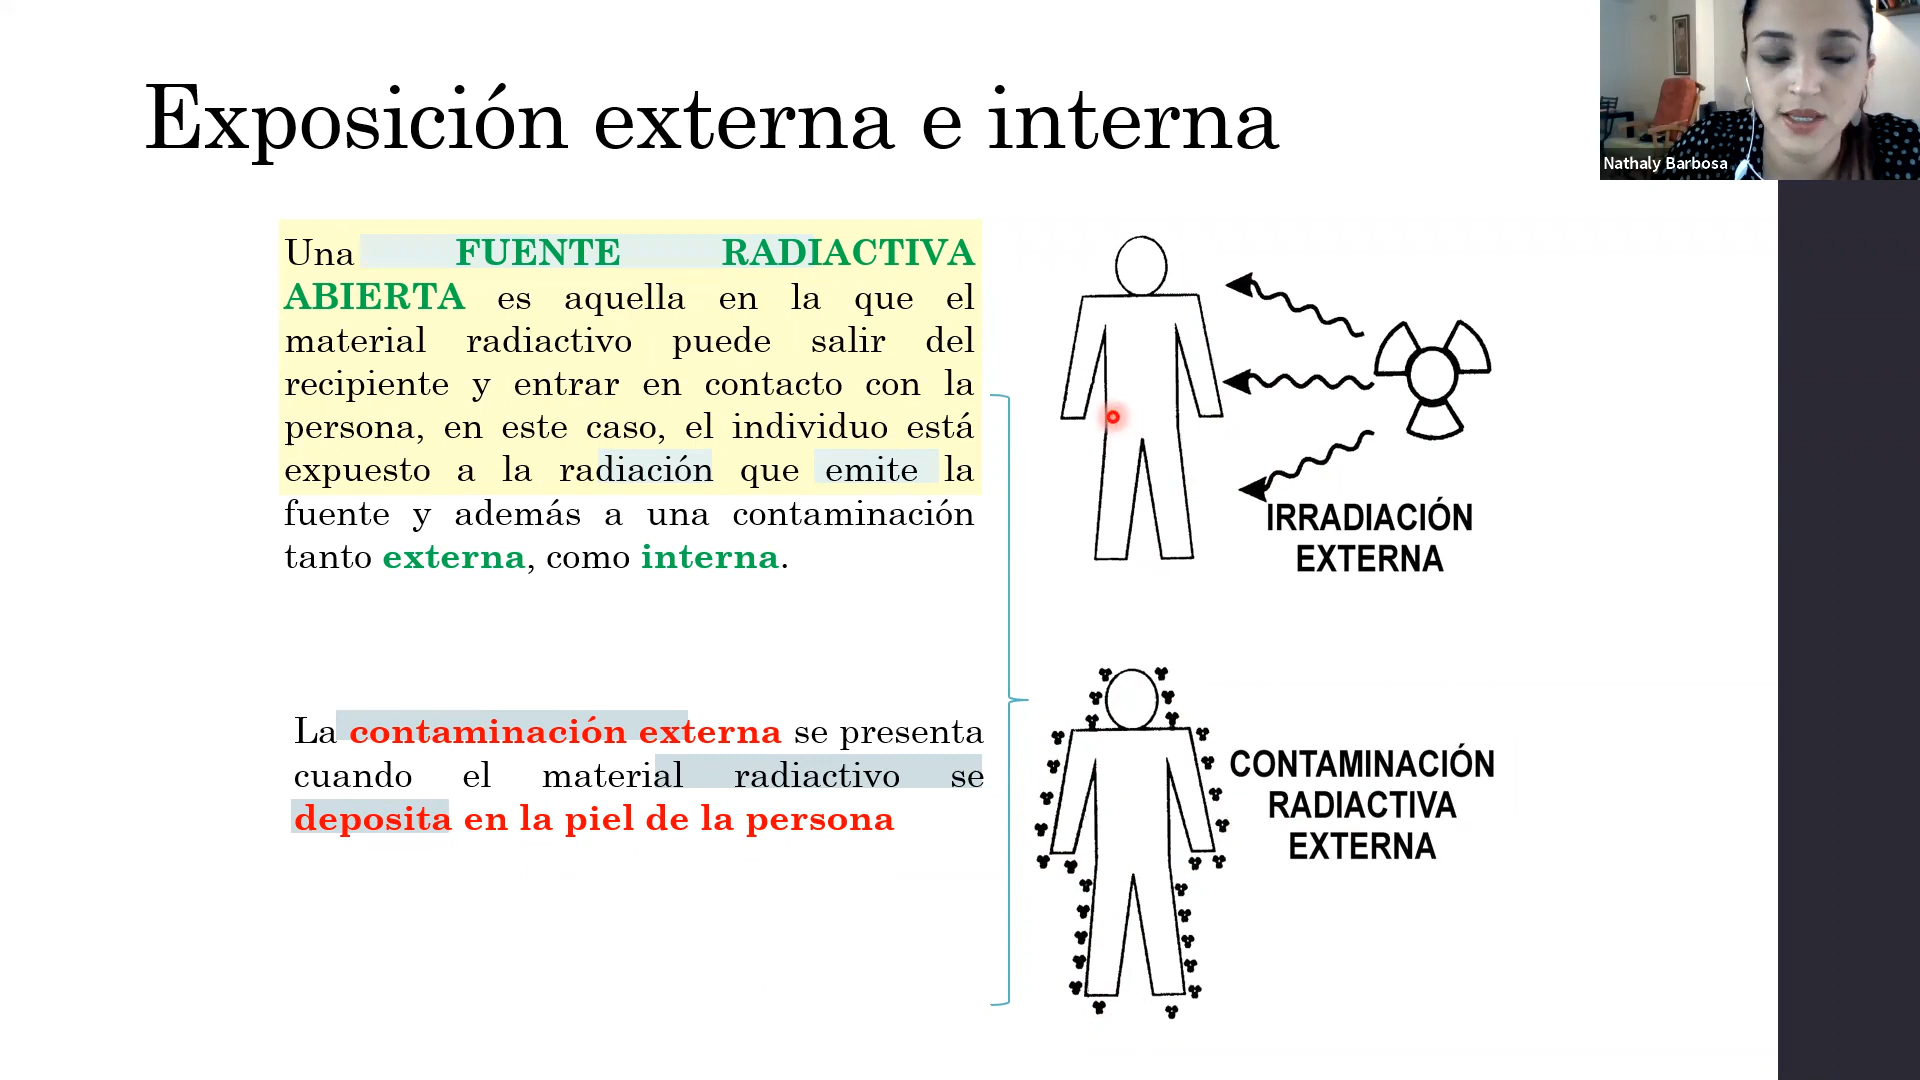 Exposición externa e interna
Nathaly Barbosa
Una FUENTE RADIACTIVA
ABIERTA es aquella en la que el
material radiactivo puede salir del
recipiente y entrar en contacto con la
persona, en este caso, el individuo está
expuesto a la radiación que emite la
fuente y además a una contaminación
tanto externa, como interna.
IRRADIACIÓN
EXTERNA
La contaminación externa se presenta
cuando el material radiactivo se
deposita en la piel de la persona
CONTAMINACIÓN
RADIACTIVA
EXTERNA